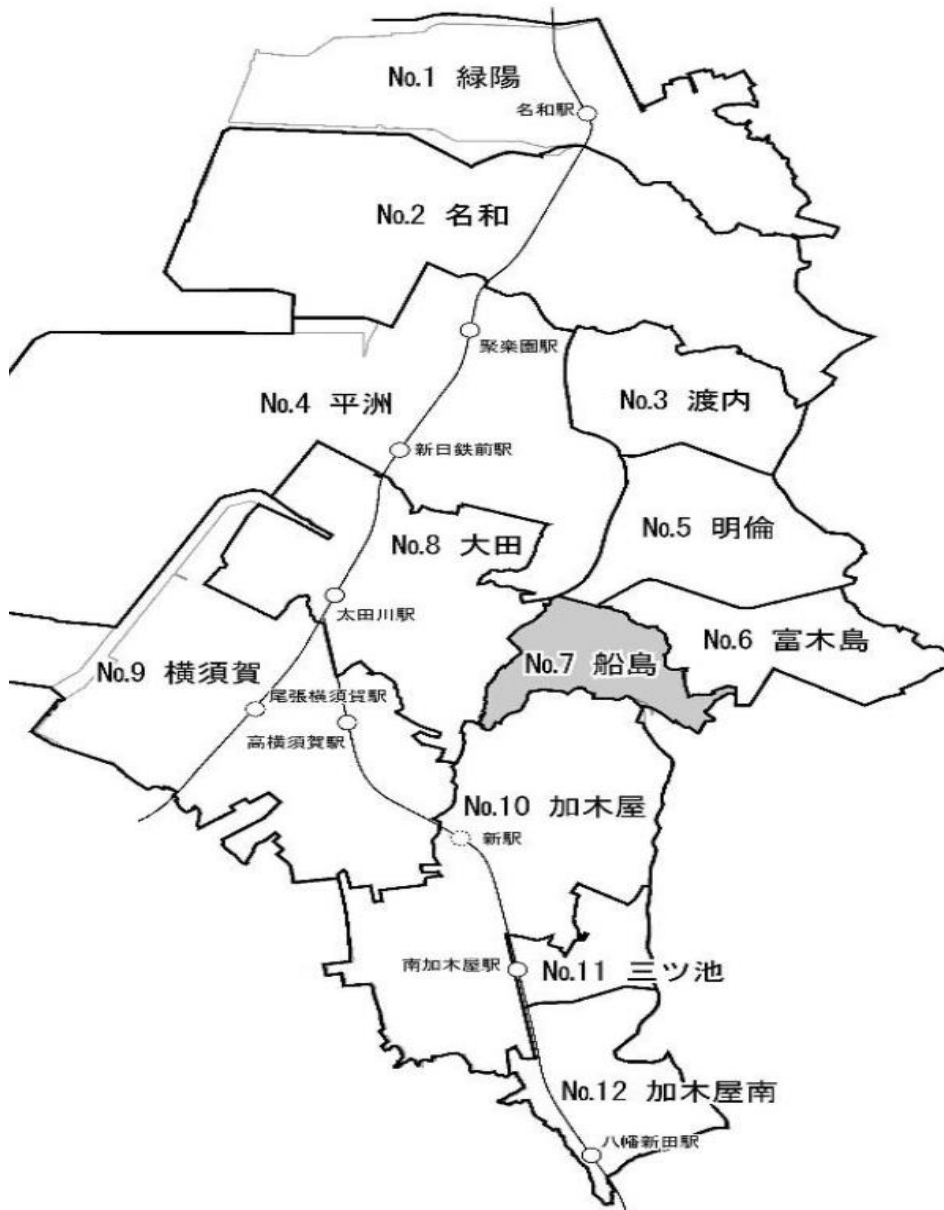 No.1 緑陽
名和駅
No.2 名和
聚楽園駅
No.3 渡内
No.4 平洲
新日鉄前駅
No.5 明倫
No.8 大田
太田川駅
No.6 富木島
No.7 船島
No.9 横須賀
尾張横須賀駅
高横須賀駅
No.10 加木屋
新駅
南加木屋駅
No.11 三ツ池
No.12 加木屋南
八幡新田駅